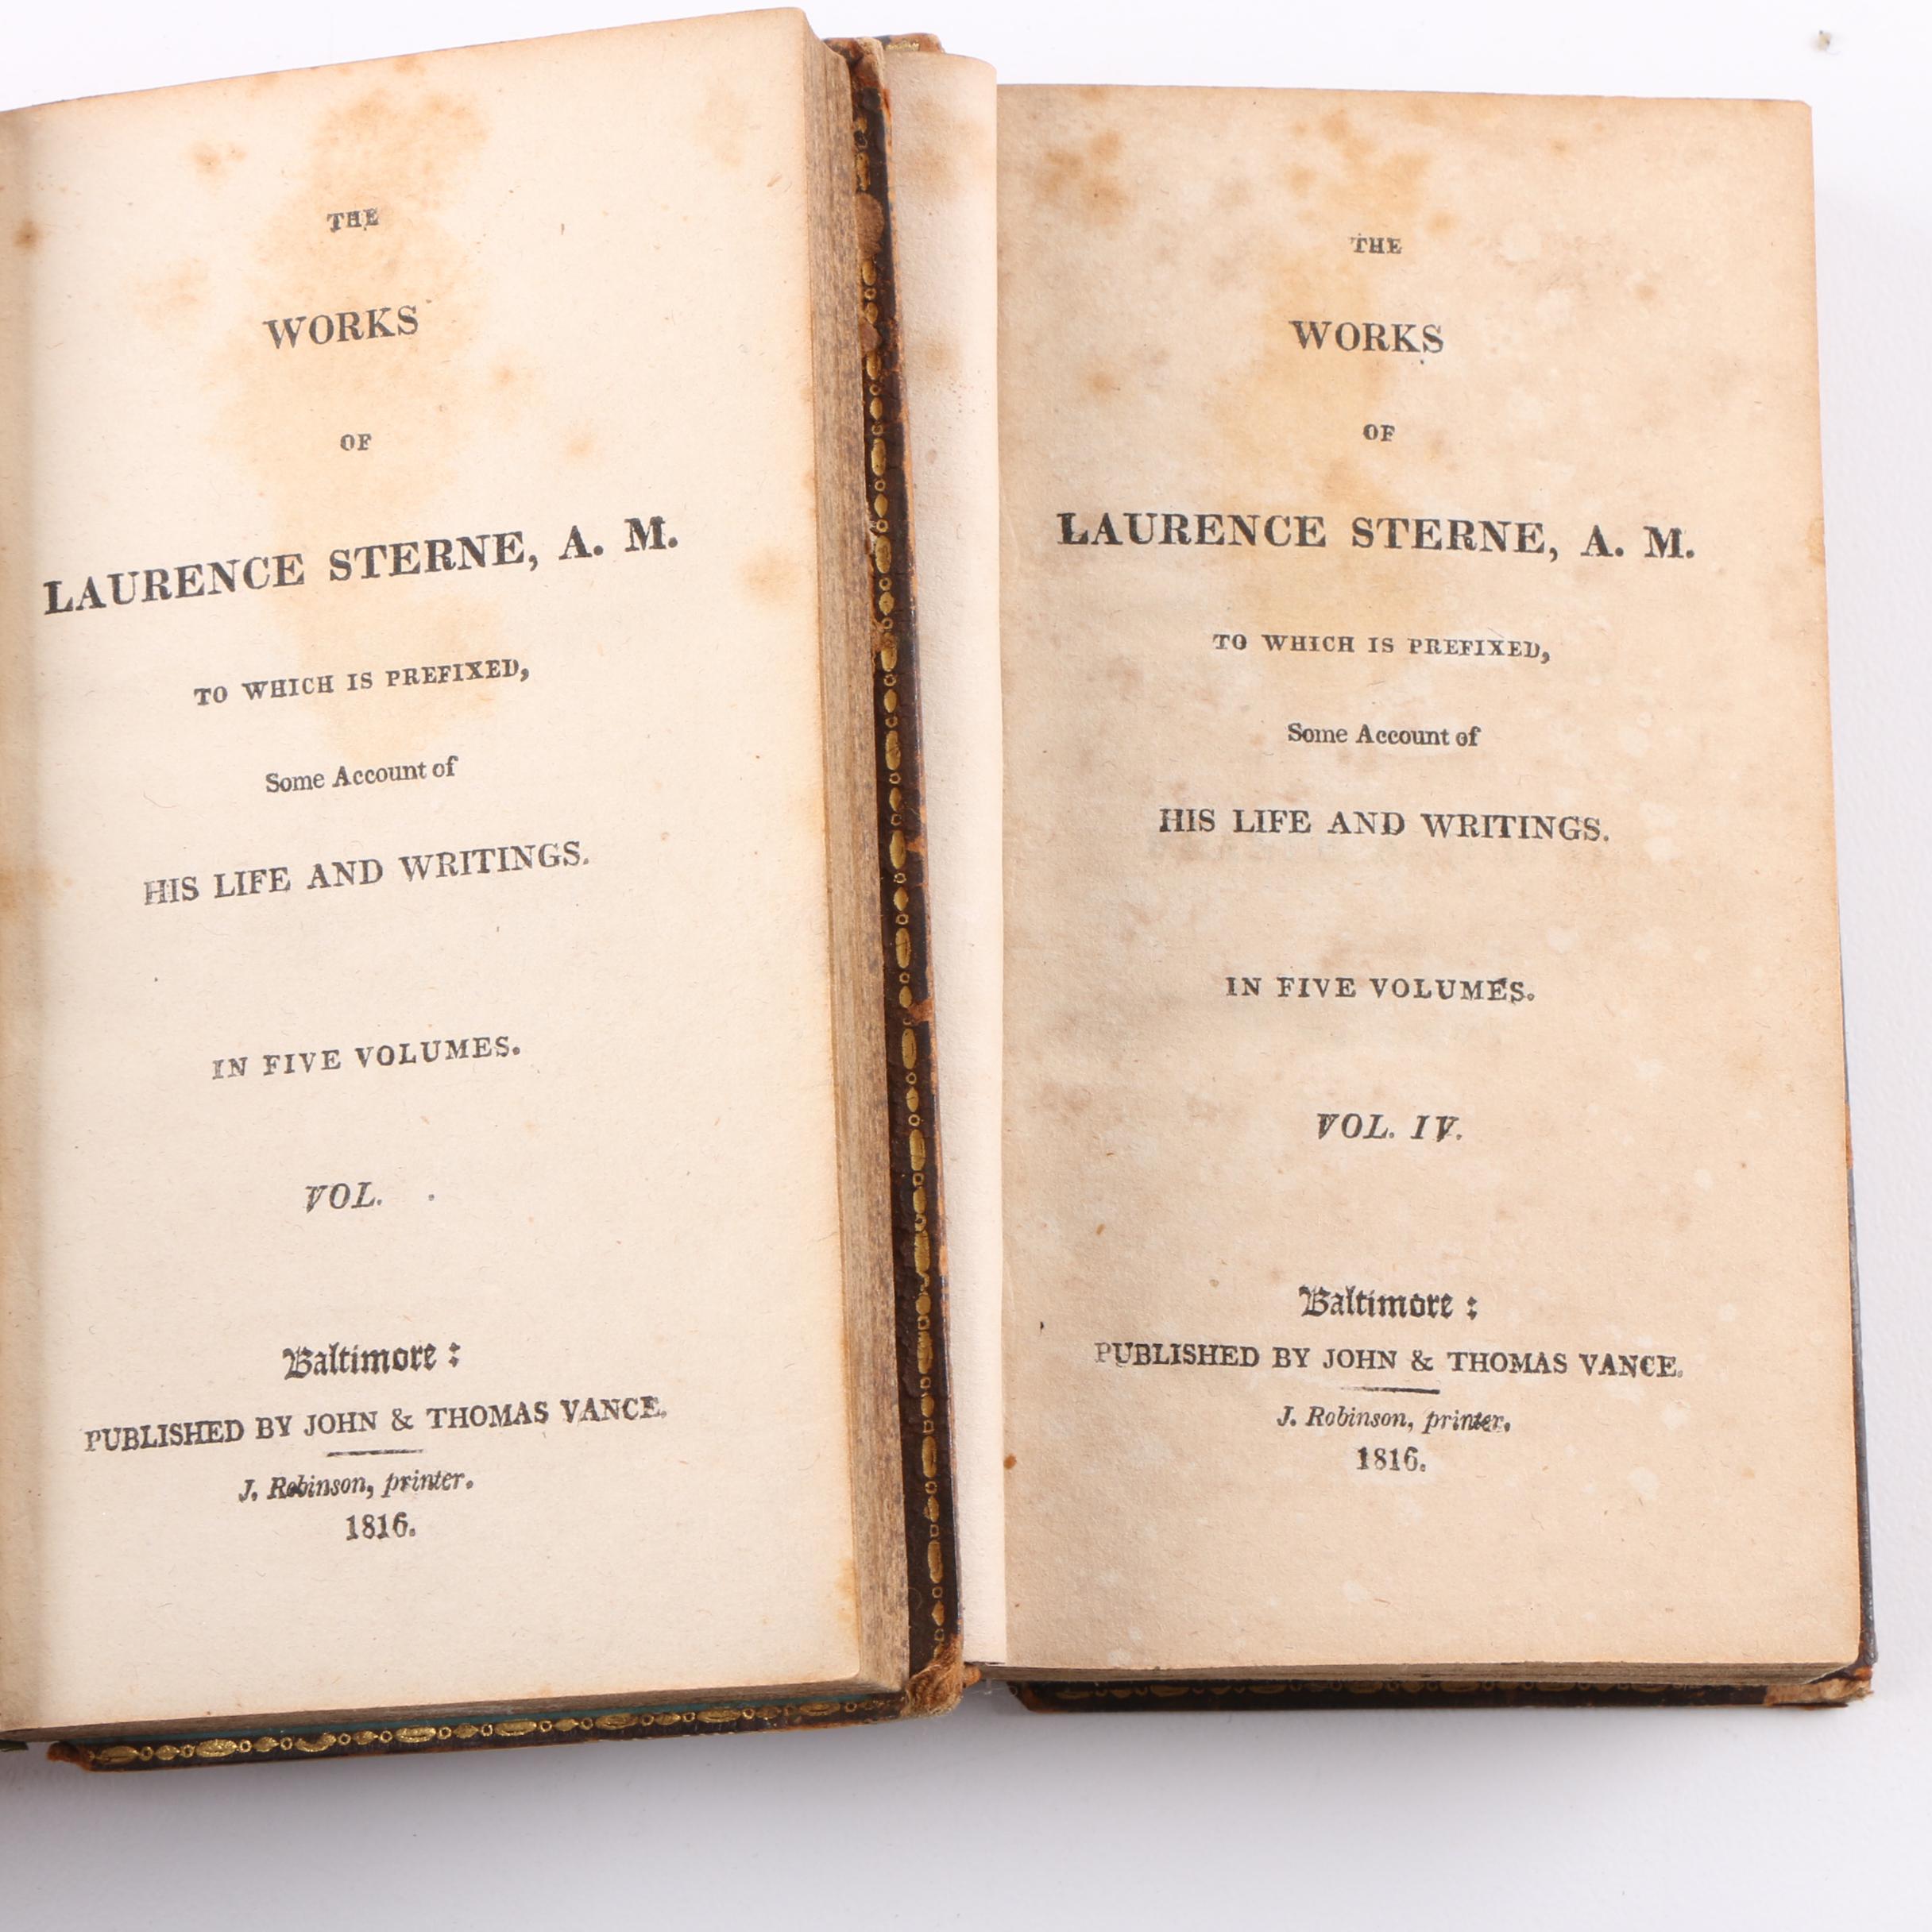 THE
WORKS
OF
LAURENCE STERNE, A. M.
TO WHICH IS PREFIXED,
Some Account of
HIS LIFE AND WRITINGS.
IN FIVE VOLUMES.
VOL. .
Baltimore:
PUBLISHED BY JOHN & THOMAS VANCE.
J. Robinson, printer.
1816.
THE
WORKS
OF
LAURENCE STERNE, A. M.
TO WHICH IS PREFIXED,
Some Account of
HIS LIFE AND WRITINGS.
IN FIVE VOLUMES.
VOL. IV.
Baltimore:
PUBLISHED BY JOHN & THOMAS VANCE.
J. Robinson, printer.
1816.